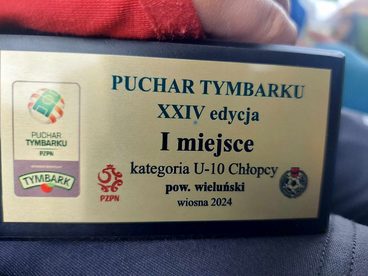 PUCHAR TYMBARKU
XXIV edycja
I miejsce
kategoria U-10 Chłopcy
pow. wieluński
wiosna 2024
PUCHAR
TYMBARKU
PZPN
TYMBARK
PZPN